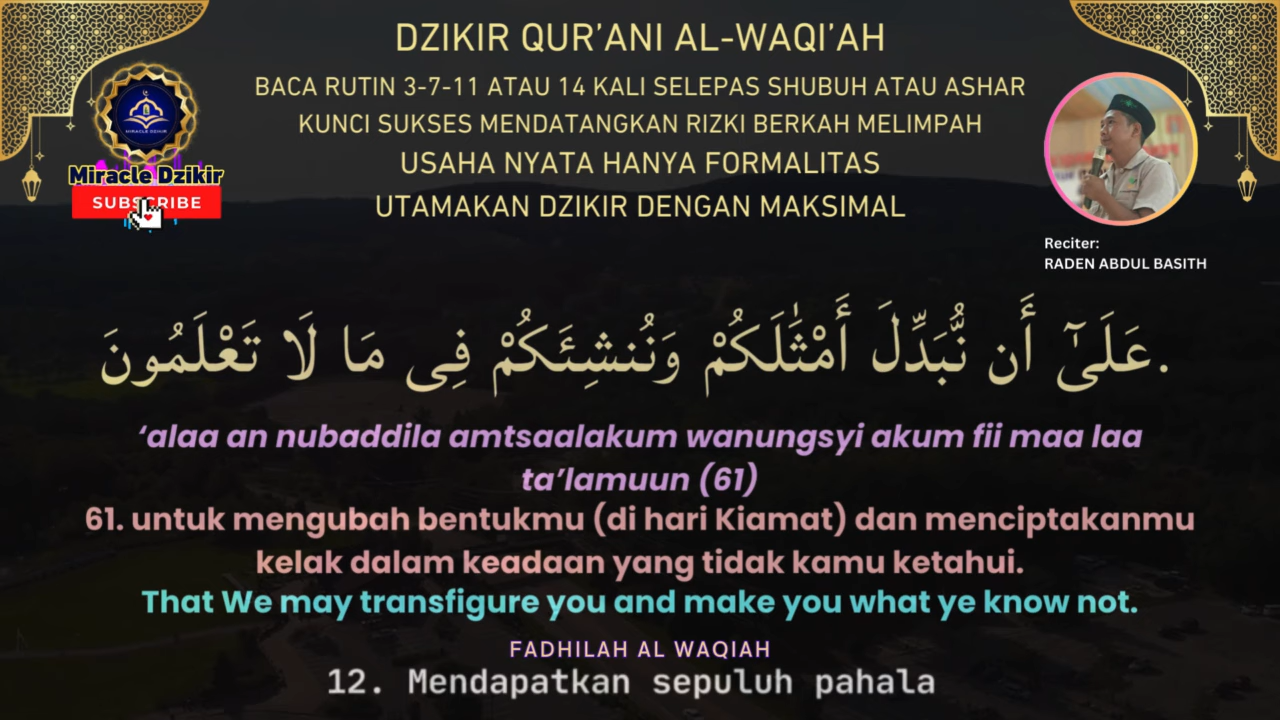 DZIKIR QUR’ANI AL-WAQI’AH
BACA RUTIN 3-7-11 ATAU 14 KALI SELEPAS SHUBUH ATAU ASHAR
KUNCI SUKSES MENDATANGKAN RIZKI BERKAH MELIMPAH
USAHA NYATA HANYA FORMALITAS
UTAMAKAN DZIKIR DENGAN MAKSIMAL
MIRACLE DZIKIR
Miracle Dzikir
SUBSCRIBE
Reciter:
RADEN ABDUL BASITH
عَلَىٰٓ أَن نُّبَدِّلَ أَمْثَٰلَكُمْ وَنُنشِئَكُمْ فِى مَا لَا تَعْلَمُونَ.
‘alaa an nubaddila amtsaalakum wanungsyi akum fii maa laa
ta’lamuun (61)
61. untuk mengubah bentukmu (di hari Kiamat) dan menciptakanmu
kelak dalam keadaan yang tidak kamu ketahui.
That We may transfigure you and make you what ye know not.
FADHILAH AL WAQIAH
12. Mendapatkan sepuluh pahala